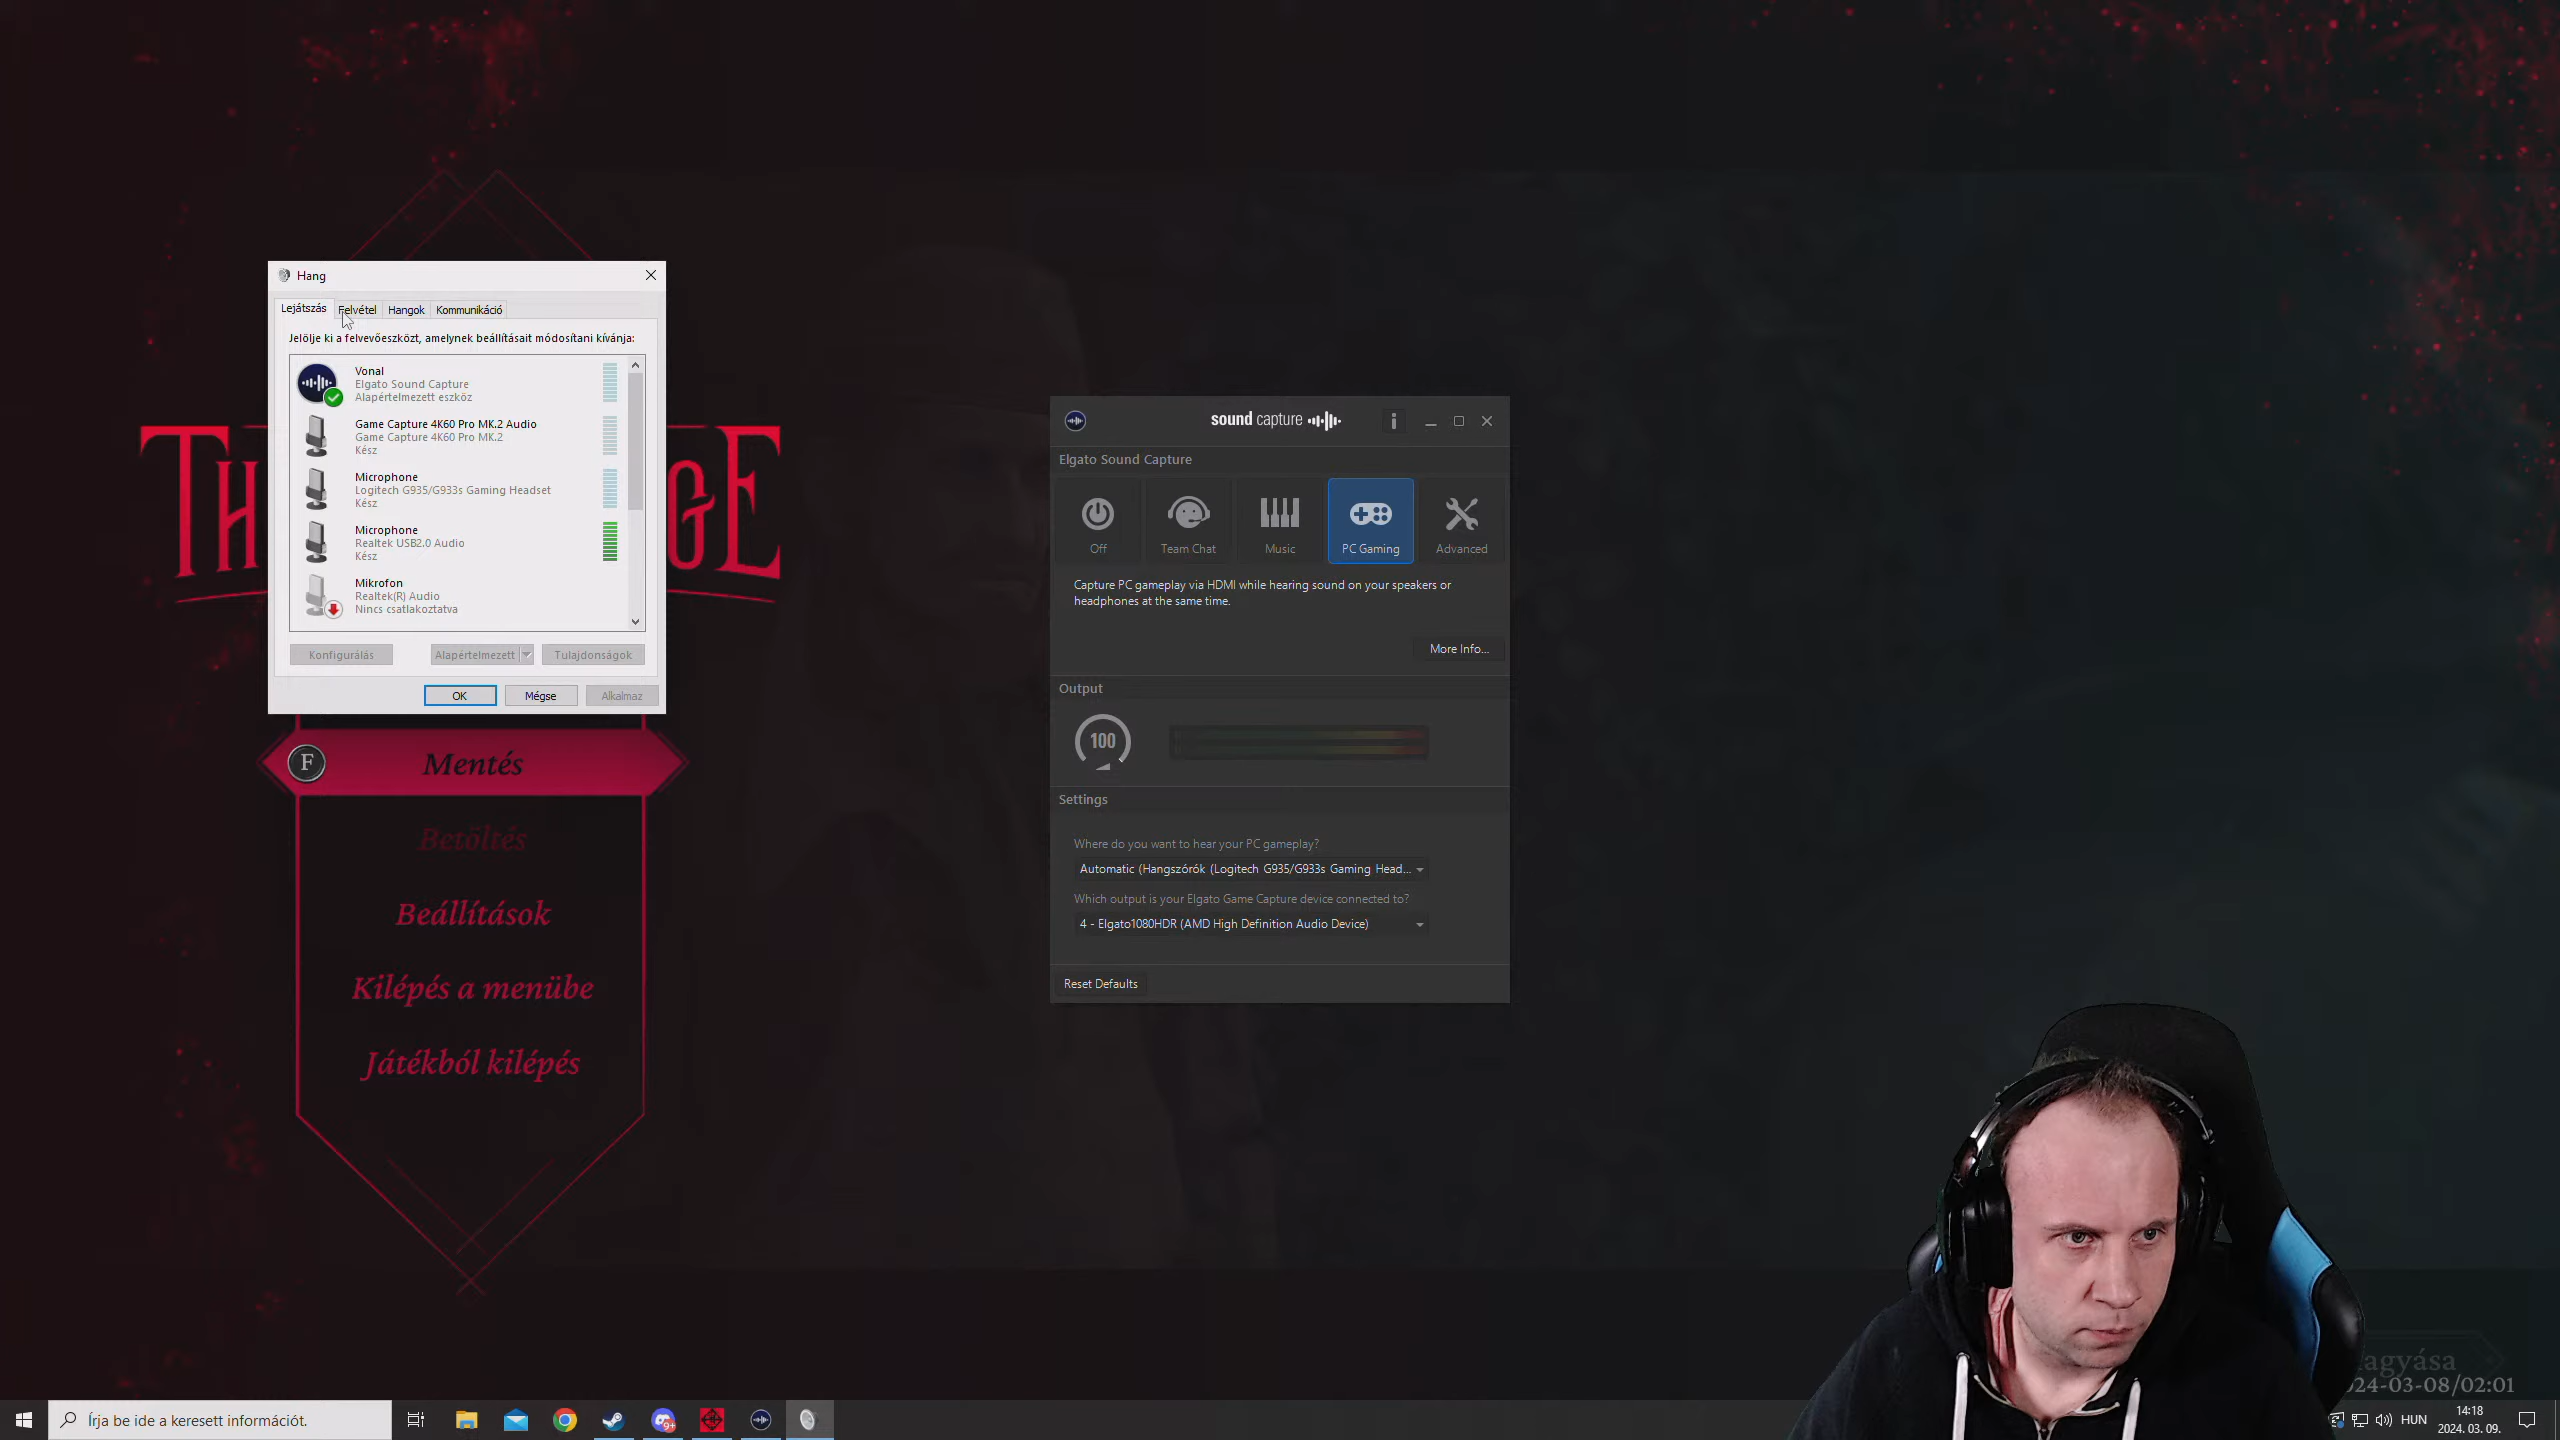 Hang
Lejátszás Felvétel Hangok Kommunikáció
Jelölje ki a felvevőeszközt, amelynek beállításait módosítani kívánja:
Vonal
Elgato Sound Capture
Alapértelmezett eszköz
Game Capture 4K60 Pro MK.2 Audio
Game Capture 4K60 Pro MK.2
Kész
Microphone
Logitech G935/G933s Gaming Headset
Kész
Microphone
Realtek USB2.0 Audio
Kész
Mikrofon
Realtek(R) Audio
Nincs csatlakoztatva
Konfigurálás Alapértelmezett Tulajdonságok
OK Mégse Alkalmaz
F Mentés
Betöltés
Beállítások
Kilépés a menübe
Játékból kilépés
sound capture
Elgato Sound Capture
Off Team Chat Music PC Gaming Advanced
Capture PC gameplay via HDMI while hearing sound on your speakers or
headphones at the same time.
More Info...
Output
100
Settings
Where do you want to hear your PC gameplay?
Automatic (Hangszórók (Logitech G935/G933s Gaming Head...
Which output is your Elgato Game Capture device connected to?
4 - Elgato1080HDR (AMD High Definition Audio Device)
Reset Defaults
24-03-08/02:01
Írja be ide a keresett információt.
9+
HUN
14:18
2024. 03. 09.